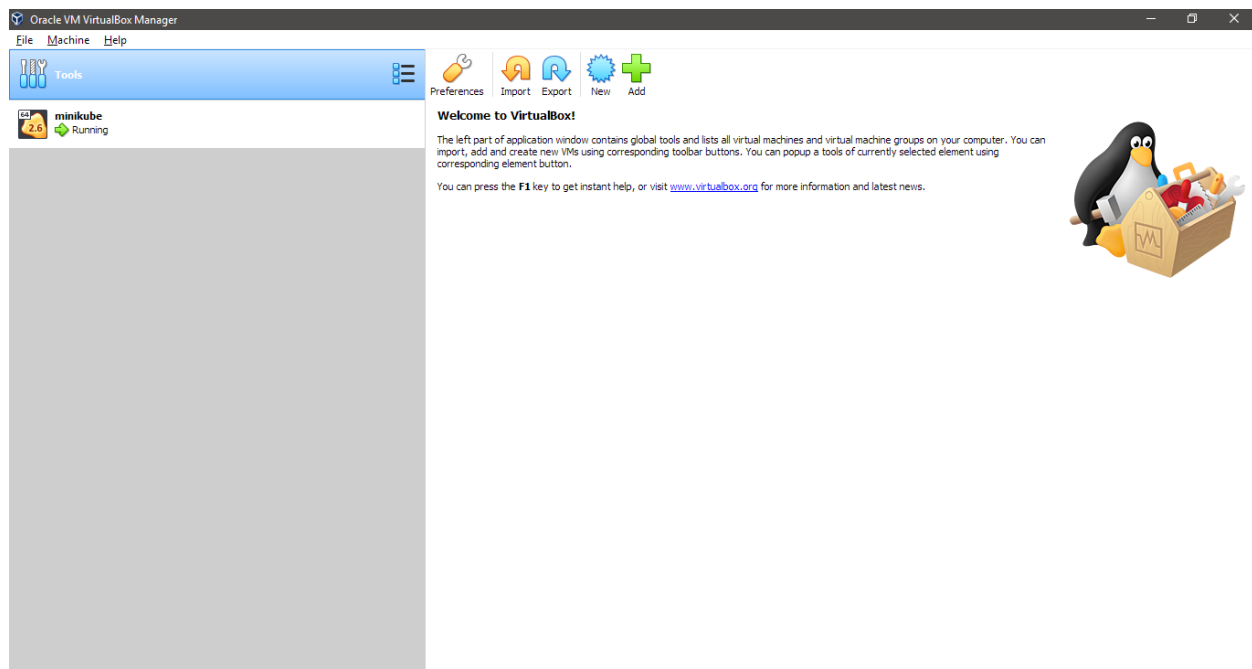 Oracle VM VirtualBox Manager
File Machine Help
Tools
Preferences Import Export New Add
64
2.6
minikube
Running
Welcome to VirtualBox!
The left part of application window contains global tools and lists all virtual machines and virtual machine groups on your computer. You can
import, add and create new VMs using corresponding toolbar buttons. You can popup a tools of currently selected element using
corresponding element button.
You can press the F1 key to get instant help, or visit www.virtualbox.org for more information and latest news.